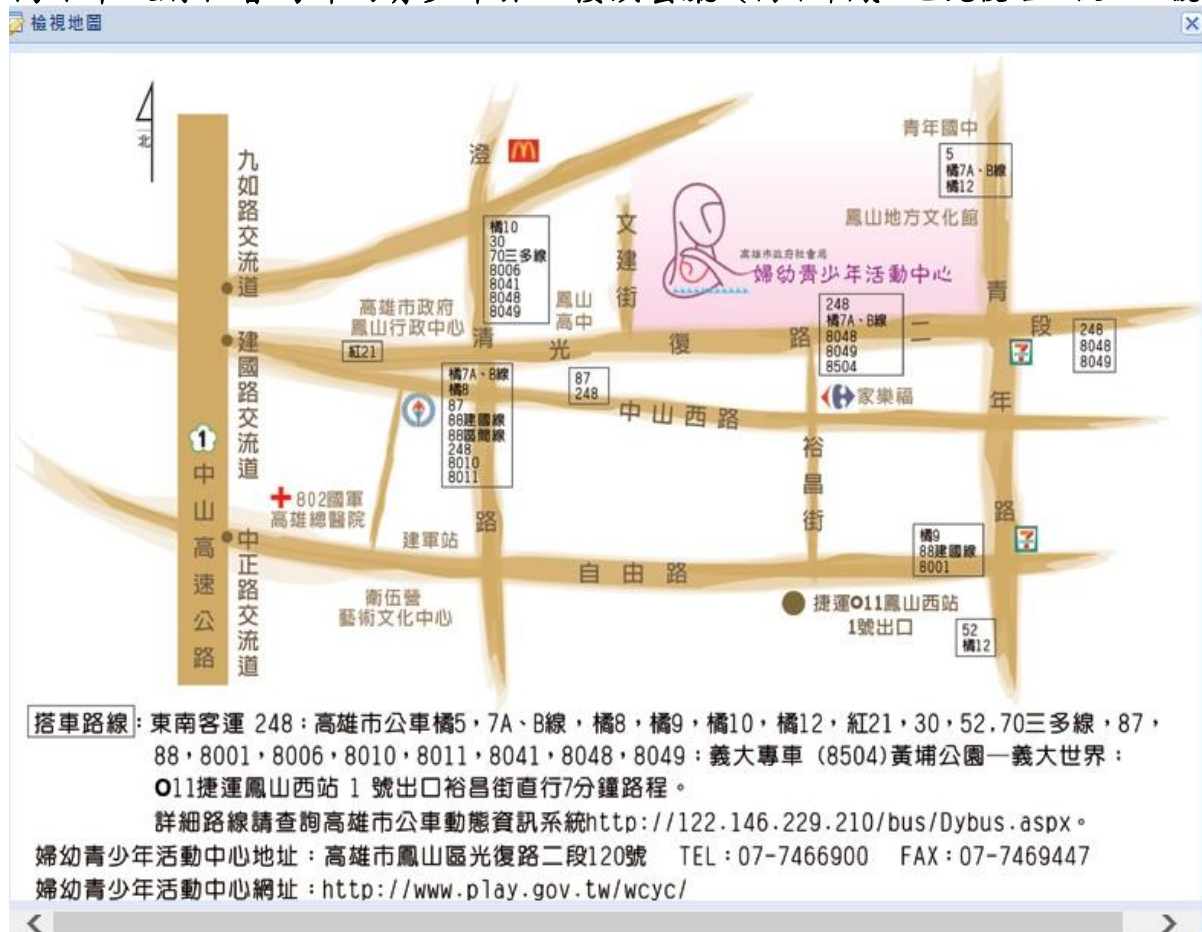 檢視地圖
北
九如路交流道
建國路交流道
中正路交流道
1
中山高速公路
澄
清
路
橘10
30
70三多線
8006
8041
8048
8049
高雄市政府
鳳山行政中心
紅21
鳳山
高中
文建街
高雄市政府社會局
婦幼青少年活動中心
青年國中
5
橘7A、B線
橘12
鳳山地方文化館
青
年
路
光
復
路
二
段
248
橘7A、B線
8048
8049
8504
248
8048
8049
橘7A、B線
橘8
87
88建國線
88區間線
248
8010
8011
87
248
中山西路
家樂福
裕昌街
802國軍
高雄總醫院
建軍站
自由路
橘9
88建國線
8001
衛伍營
藝術文化中心
捷運O11鳳山西站
1號出口
52
橘12
搭車路線：東南客運 248：高雄市公車橘5，7A、B線，橘8，橘9，橘10，橘12，紅21，30，52.70三多線，87，
88，8001，8006，8010，8011，8041，8048，8049：義大專車 (8504)黃埔公園—義大世界：
O11捷運鳳山西站 1 號出口裕昌街直行7分鐘路程。
詳細路線請查詢高雄市公車動態資訊系統http://122.146.229.210/bus/Dybus.aspx。
婦幼青少年活動中心地址：高雄市鳳山區光復路二段120號 TEL：07-7466900 FAX：07-7469447
婦幼青少年活動中心網址：http://www.play.gov.tw/wcyc/